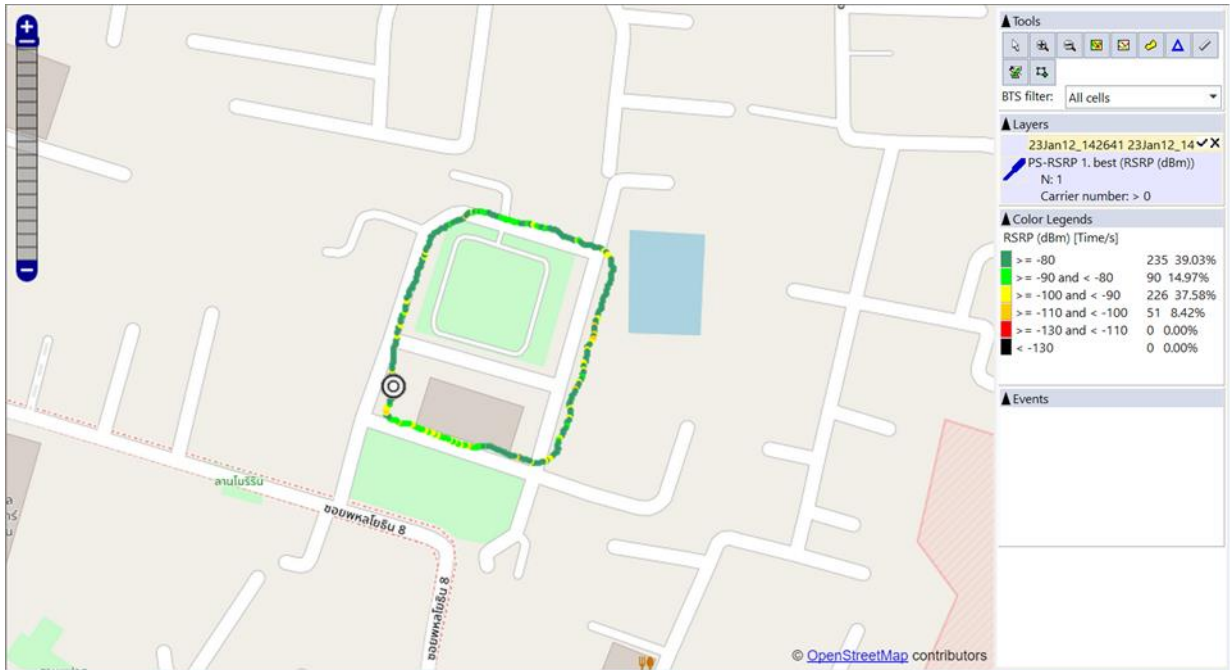 Tools
BTS filter: All cells
Layers
23Jan12_142641 23Jan12_14
PS-RSRP 1. best (RSRP (dBm))
N: 1
Carrier number: > 0
Color Legends
RSRP (dBm) [Time/s]
>= -80 235 39.03%
>= -90 and < -80 90 14.97%
>= -100 and < -90 226 37.58%
>= -110 and < -100 51 8.42%
>= -130 and < -110 0 0.00%
< -130 0 0.00%
Events
ลานโมรีริน
ซอยพหลโยธิน 8
ซอยพหลโยธิน 8
© OpenStreetMap contributors